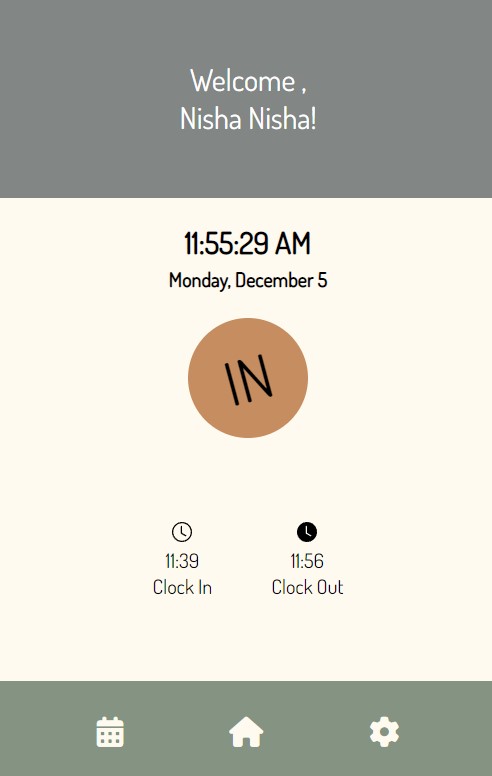 Welcome ,
Nisha Nisha!
11:55:29 AM
Monday, December 5
IN
11:39
Clock In
11:56
Clock Out